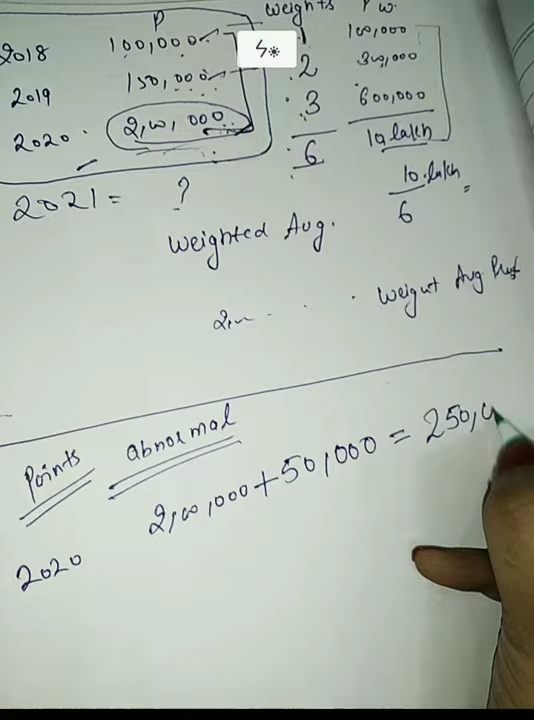 P weights P w.
2018 100,000 1 100,000
2019 150,000 2 300,000
2020 2,00,000 3 600,000
6 10 lakh
2021 = ? 10 lakh
6 =
Weighted Avg.
Weigut Avg
Points abnormal
2,00,000 + 50,000 = 250,0
2020